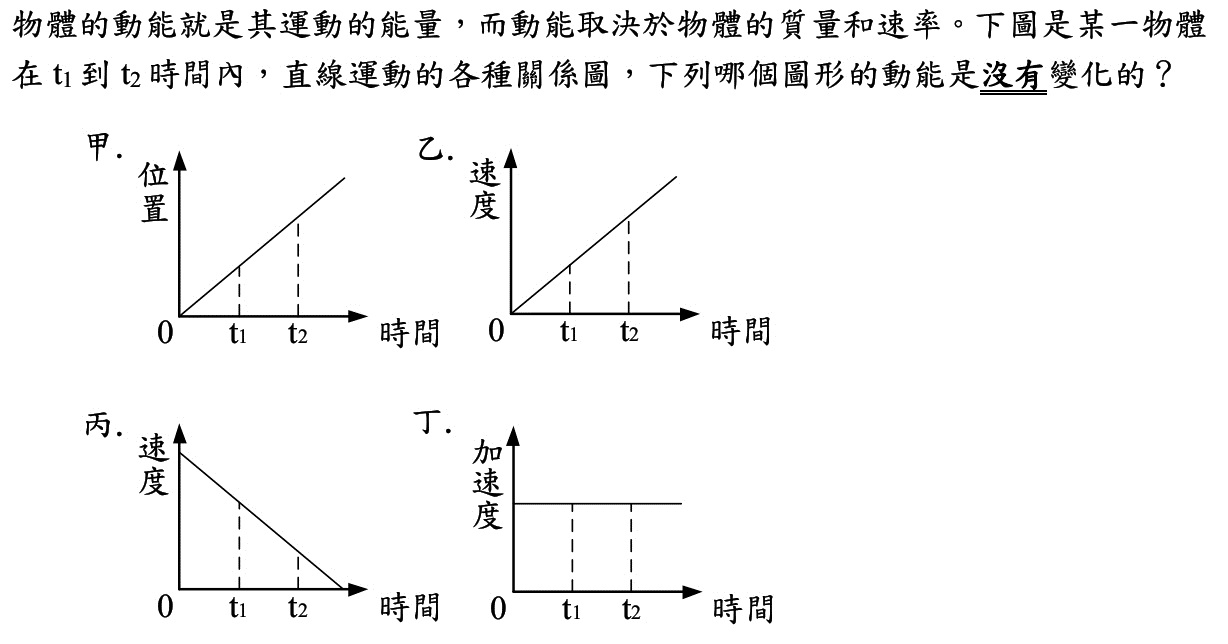 物體的動能就是其運動的能量，而動能取決於物體的質量和速率。下圖是某一物體
在 t1 到 t2 時間內，直線運動的各種關係圖，下列哪個圖形的動能是沒有變化的？
甲.
位置
0
t1
t2
時間
乙.
速度
0
t1
t2
時間
丙.
速度
0
t1
t2
時間
丁.
加速度
0
t1
t2
時間